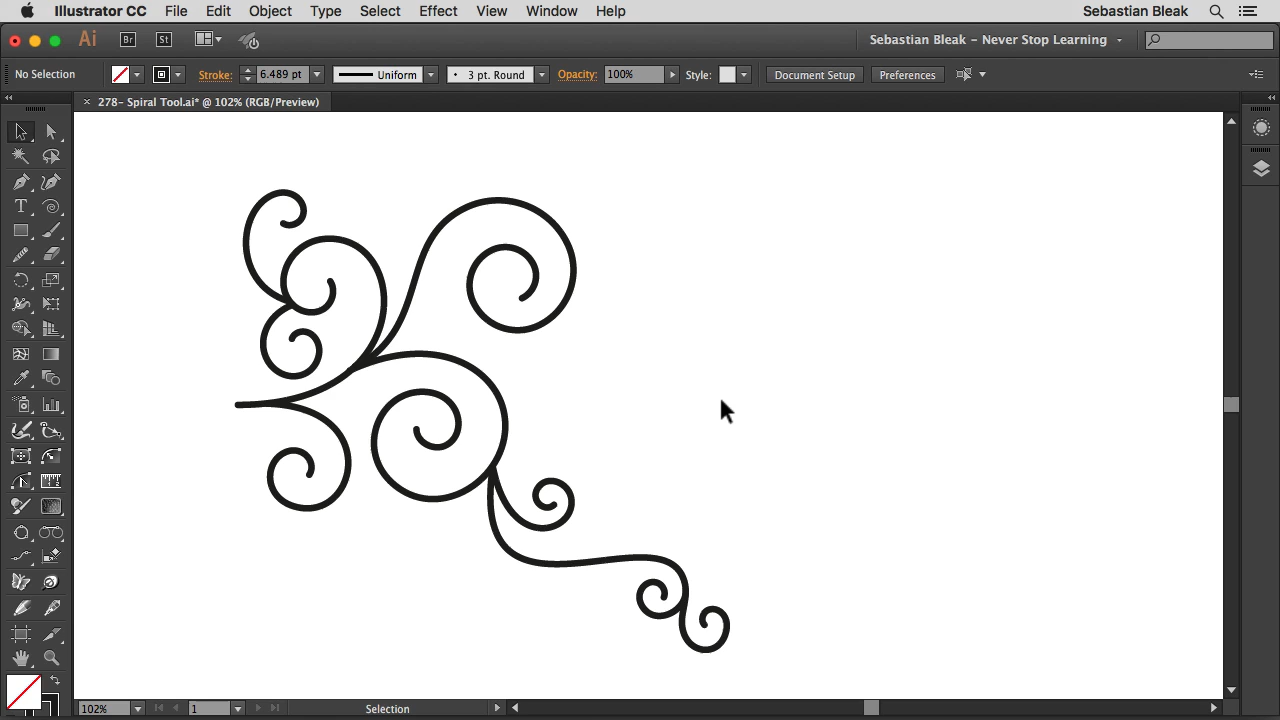 Illustrator CC File Edit Object Type Select Effect View Window Help Sebastian Bleak
Ai Br St Sebastian Bleak – Never Stop Learning
No Selection Stroke: 6.489 pt Uniform 3 pt. Round Opacity: 100% Style: Document Setup Preferences
× 278- Spiral Tool.ai* @ 102% (RGB/Preview)
T
102% 1 Selection